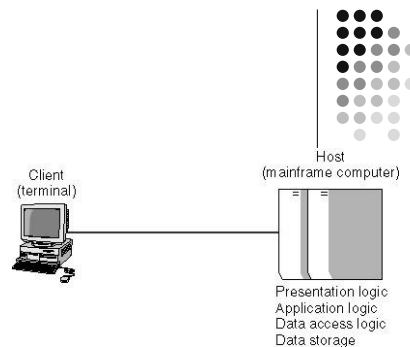 Client
(terminal)
Host
(mainframe computer)
Presentation logic
Application logic
Data access logic
Data storage